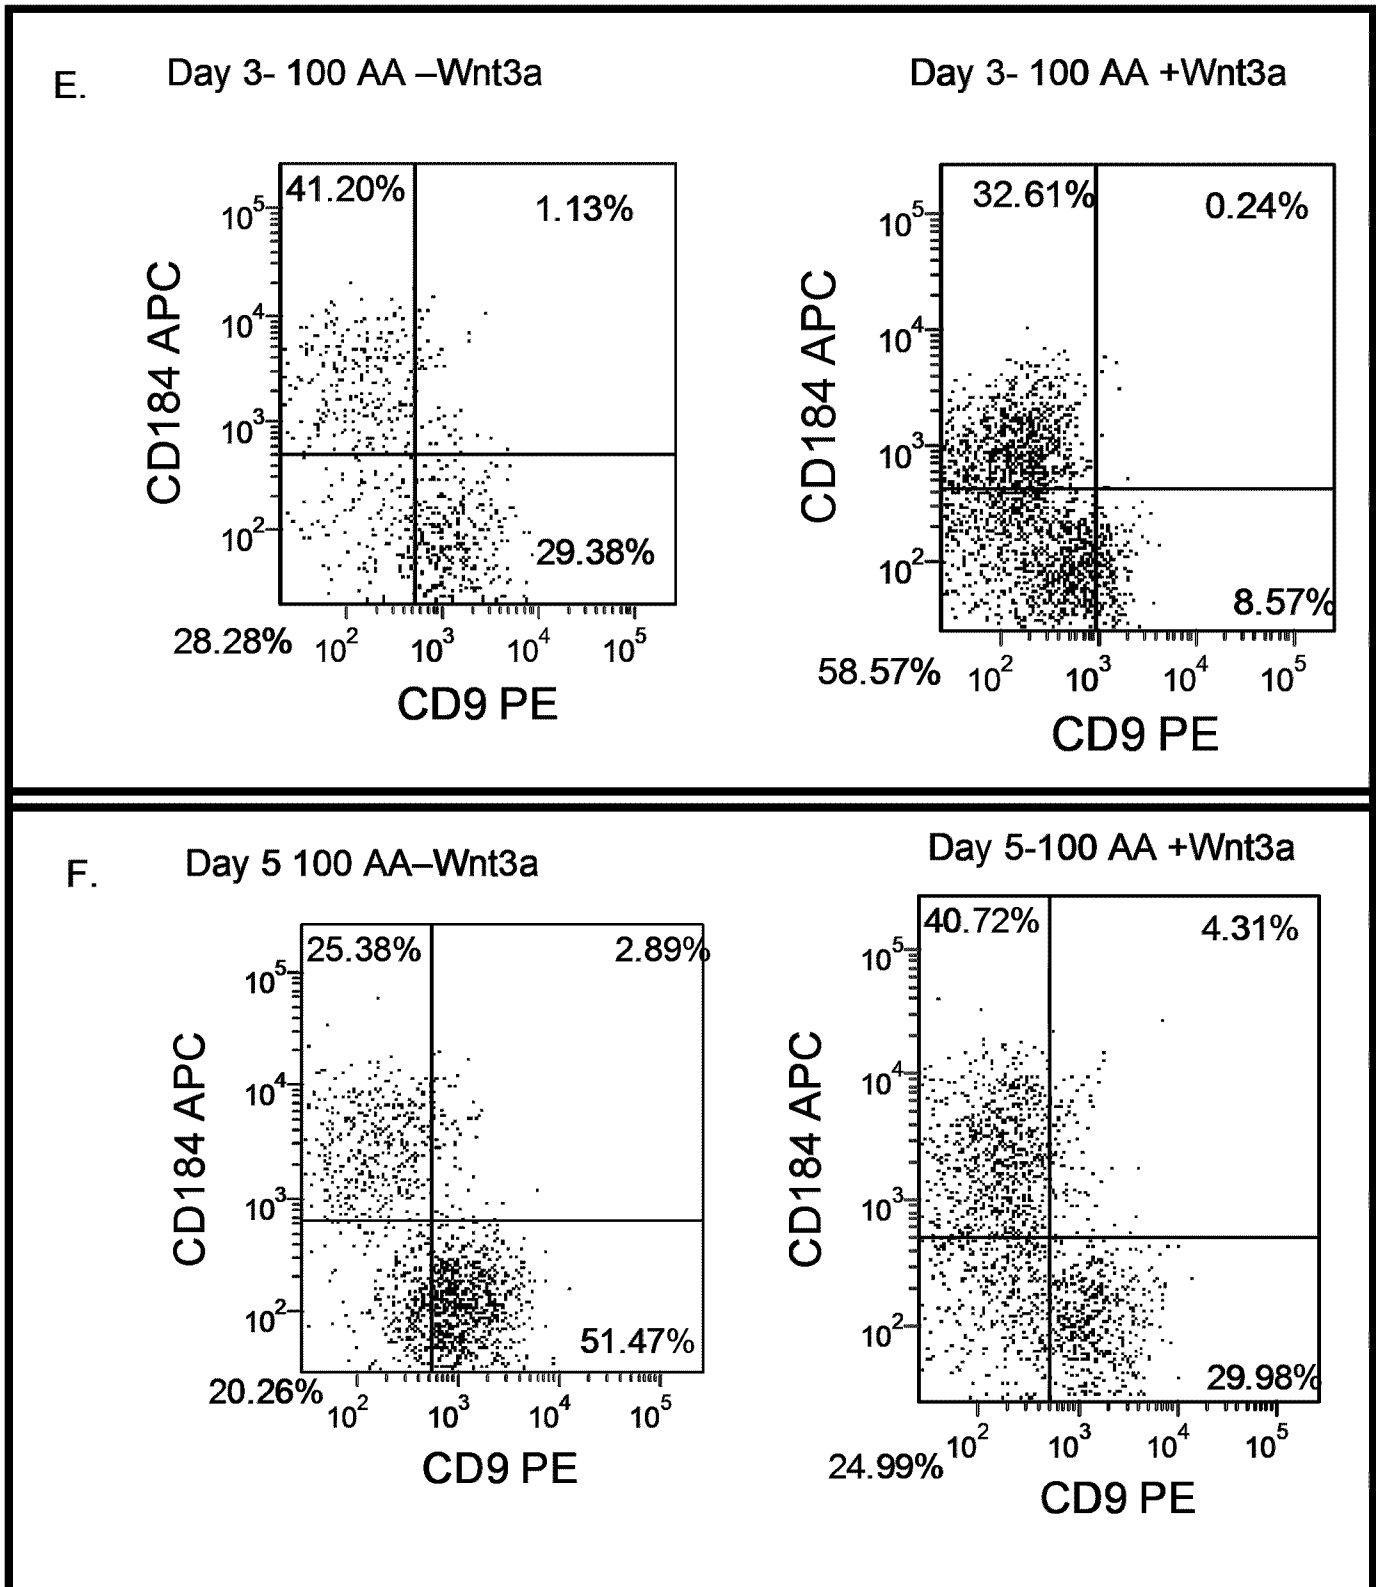 E.
Day 3- 100 AA –Wnt3a
Day 3- 100 AA +Wnt3a
41.20%
1.13%
10^5
10^4
10^3
10^2
CD184 APC
29.38%
28.28%
10^2 10^3 10^4 10^5
CD9 PE
32.61%
0.24%
10^5
10^4
10^3
10^2
CD184 APC
8.57%
58.57%
10^2 10^3 10^4 10^5
CD9 PE
F.
Day 5 100 AA–Wnt3a
Day 5-100 AA +Wnt3a
25.38%
2.89%
10^5
10^4
10^3
10^2
CD184 APC
51.47%
20.26%
10^2 10^3 10^4 10^5
CD9 PE
40.72%
4.31%
10^5
10^4
10^3
10^2
CD184 APC
29.98%
24.99%
10^2 10^3 10^4 10^5
CD9 PE